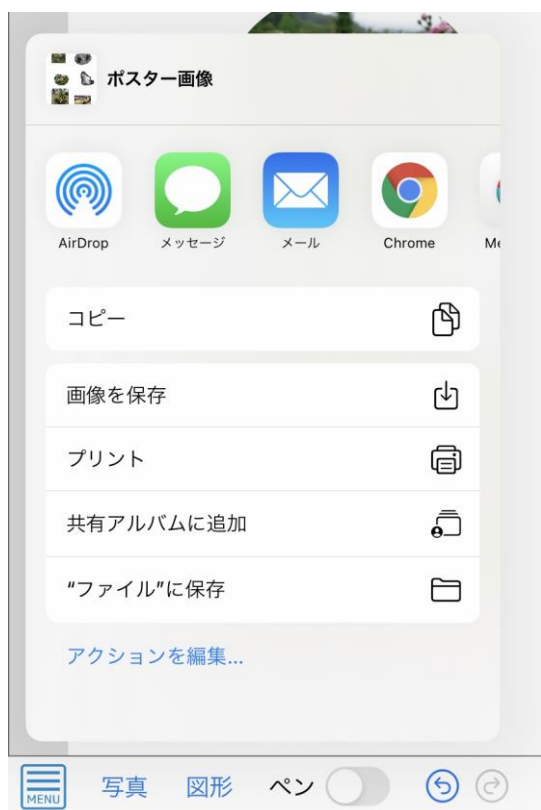 ポスター画像
AirDrop
メッセージ
メール
Chrome
コピー
画像を保存
プリント
共有アルバムに追加
“ファイル”に保存
アクションを編集...
MENU
写真
図形
ペン